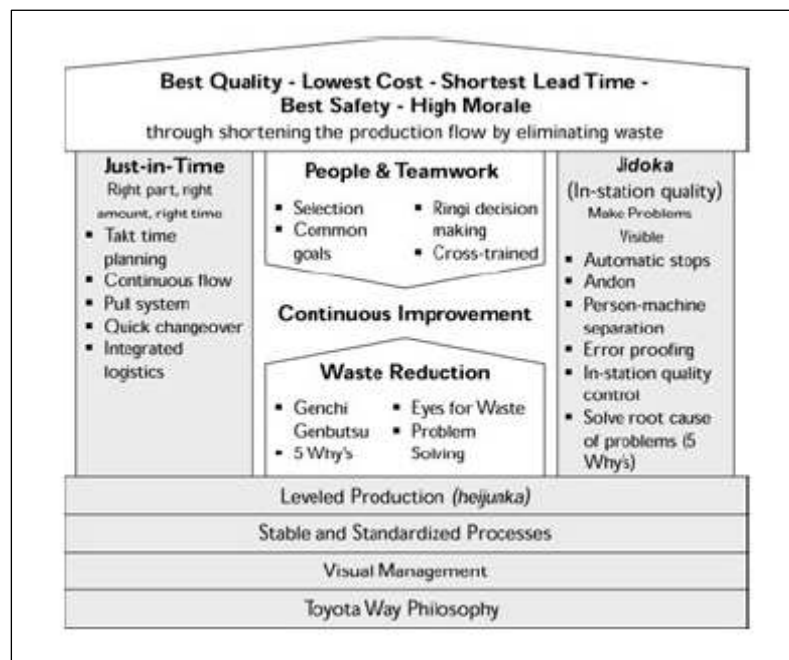 Best Quality - Lowest Cost - Shortest Lead Time -
Best Safety - High Morale
through shortening the production flow by eliminating waste
Just-in-Time
Right part, right
amount, right time
▪ Takt time
planning
▪ Continuous flow
▪ Pull system
▪ Quick changeover
▪ Integrated
logistics
People & Teamwork
▪ Selection
▪ Common
goals
▪ Ringi decision
making
▪ Cross-trained
Continuous Improvement
Waste Reduction
▪ Genchi
Genbutsu
▪ 5 Why's
▪ Eyes for Waste
▪ Problem
Solving
Jidoka
(In-station quality)
Make Problems
Visible
▪ Automatic stops
▪ Andon
▪ Person-machine
separation
▪ Error proofing
▪ In-station quality
control
▪ Solve root cause
of problems (5
Why's)
Leveled Production (heijunka)
Stable and Standardized Processes
Visual Management
Toyota Way Philosophy